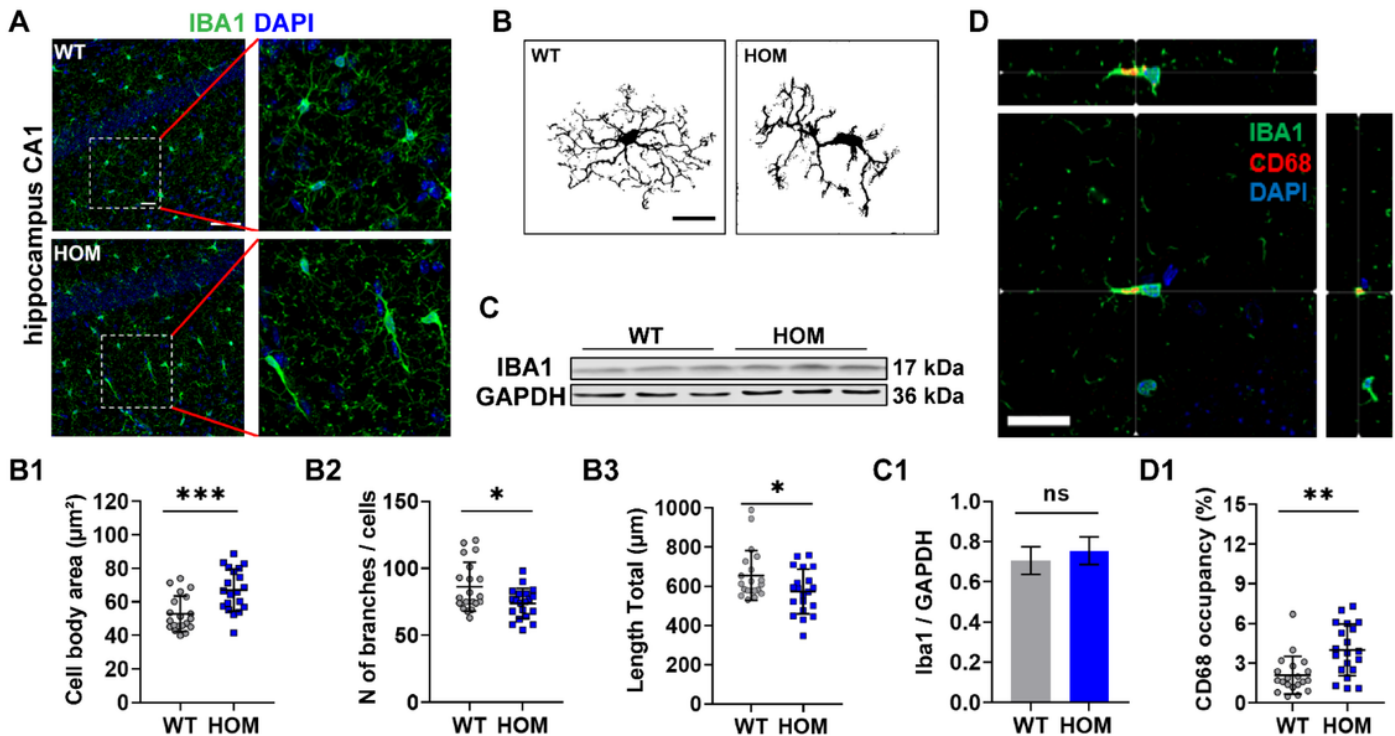 A
IBA1 DAPI
hippocampus CA1
WT
HOM
B
WT
HOM
C
WT HOM
IBA1 17 kDa
GAPDH 36 kDa
D
IBA1
CD68
DAPI
B1
Cell body area (μm²)
***
120
100
80
60
40
20
0
WT HOM
B2
N of branches / cells
*
150
100
50
0
WT HOM
B3
Length Total (μm)
*
1000
800
600
400
200
0
WT HOM
C1
Iba1 / GAPDH
ns
1.0
0.8
0.6
0.4
0.2
0.0
WT HOM
D1
CD68 occupancy (%)
**
15
12
9
6
3
0
WT HOM